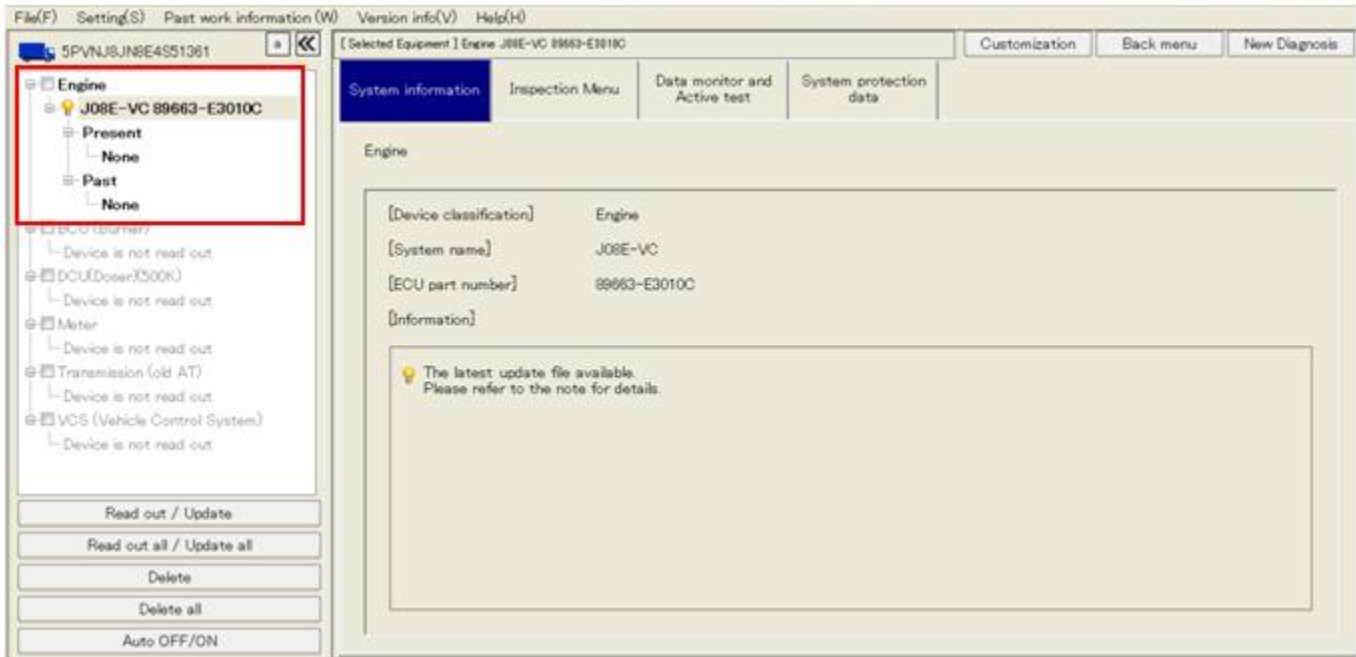 File(F) Setting(S) Past work information (W) Version info(V) Help(H)
5PVNJ8JN8E4S51361
[ Selected Equipment ] Engine J08E-VC 89663-E3010C
Customization
Back menu
New Diagnosis
Engine
J08E-VC 89663-E3010C
Present
None
Past
None
ECU (Burner)
Device is not read out
DCU(Doser)(500K)
Device is not read out
Meter
Device is not read out
Transmission (old AT)
Device is not read out
VCS (Vehicle Control System)
Device is not read out
Read out / Update
Read out all / Update all
Delete
Delete all
Auto OFF/ON
System information
Inspection Menu
Data monitor and
Active test
System protection
data
Engine
[Device classification] Engine
[System name] J08E-VC
[ECU part number] 89663-E3010C
[Information]
The latest update file available.
Please refer to the note for details.